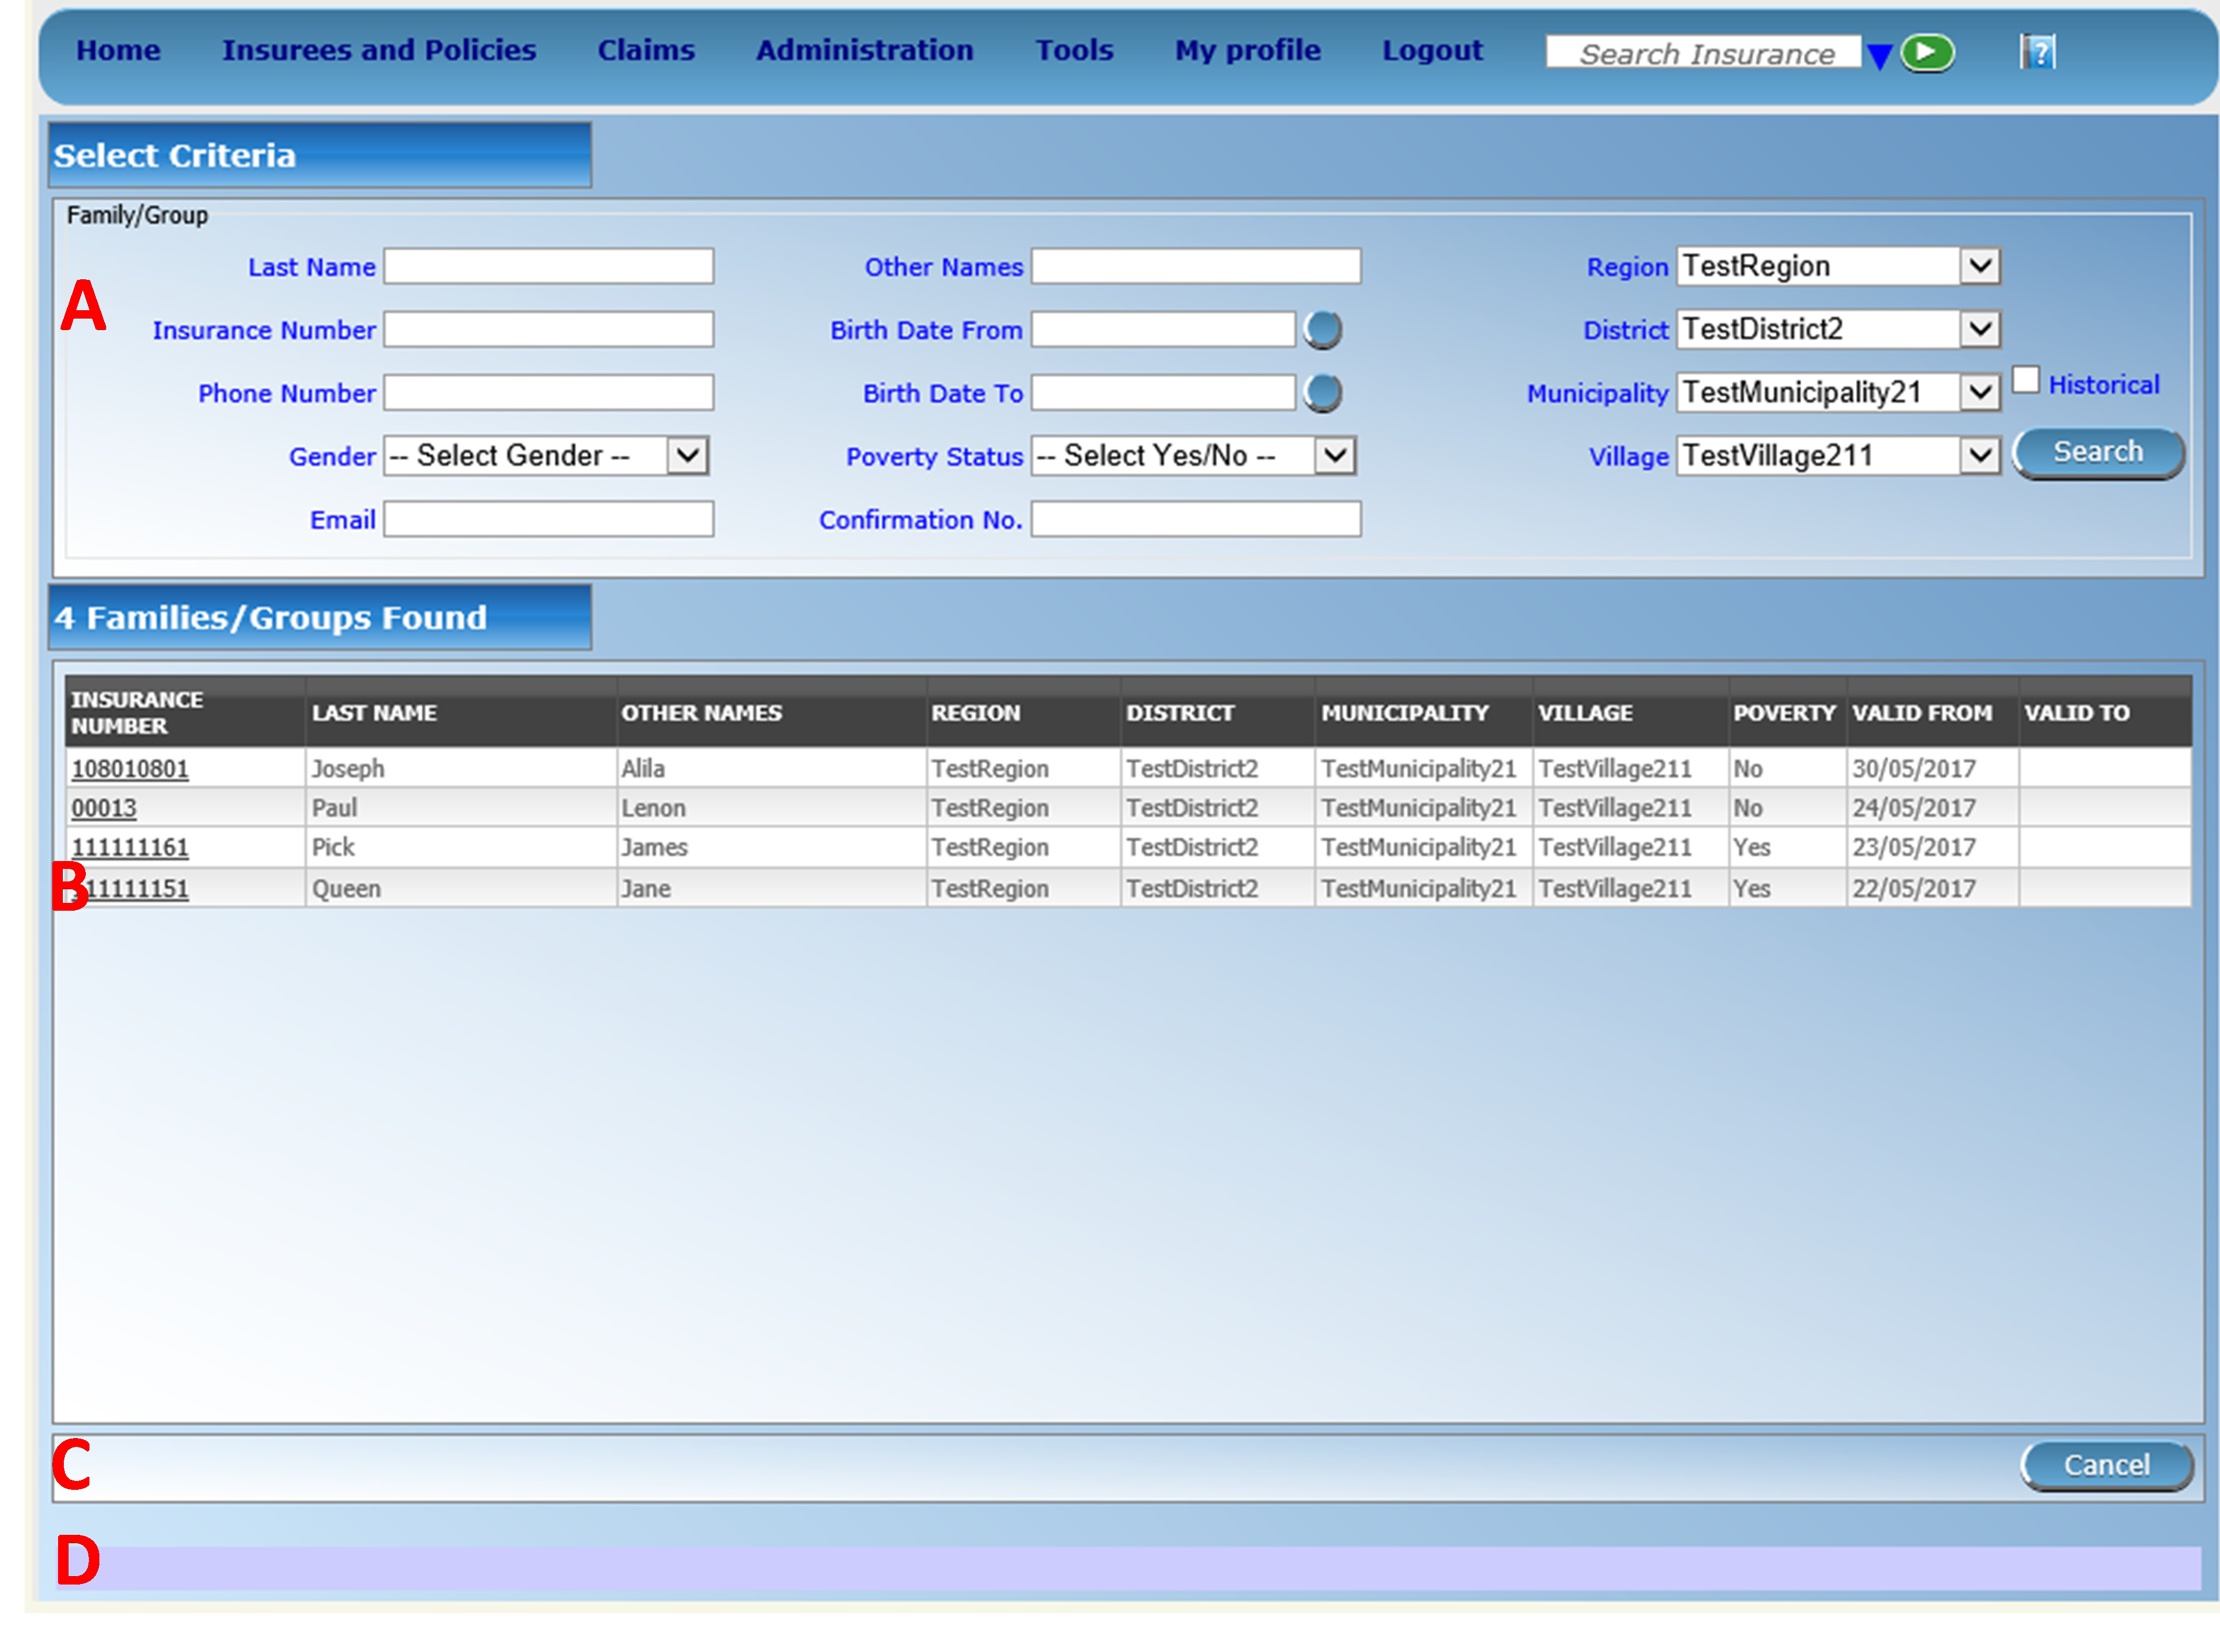 Home Insurees and Policies Claims Administration Tools My profile Logout Search Insurance ?
Select Criteria
Family/Group
A
Last Name Other Names Region TestRegion
Insurance Number Birth Date From District TestDistrict2
Phone Number Birth Date To Municipality TestMunicipality21 Historical
Gender -- Select Gender -- Poverty Status -- Select Yes/No -- Village TestVillage211 Search
Email Confirmation No.
4 Families/Groups Found
INSURANCE NUMBER LAST NAME OTHER NAMES REGION DISTRICT MUNICIPALITY VILLAGE POVERTY VALID FROM VALID TO
108010801 Joseph Alila TestRegion TestDistrict2 TestMunicipality21 TestVillage211 No 30/05/2017
00013 Paul Lenon TestRegion TestDistrict2 TestMunicipality21 TestVillage211 No 24/05/2017
111111161 Pick James TestRegion TestDistrict2 TestMunicipality21 TestVillage211 Yes 23/05/2017
B
Queen Jane TestRegion TestDistrict2 TestMunicipality21 TestVillage211 Yes 22/05/2017
C
Cancel
D